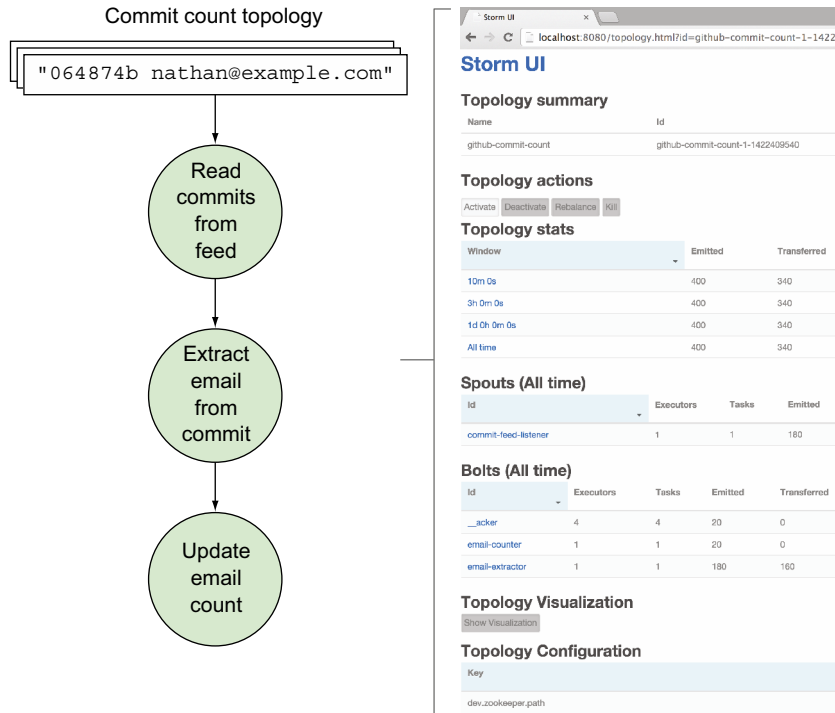 Commit count topology
"064874b nathan@example.com"
Read
commits
from
feed
Extract
email
from
commit
Update
email
count
Storm UI
localhost:8080/topology.html?id=github-commit-count-1-1422
Storm UI
Topology summary
Name Id
github-commit-count github-commit-count-1-1422409540
Topology actions
Activate Deactivate Rebalance Kill
Topology stats
Window Emitted Transferred
10m 0s 400 340
3h 0m 0s 400 340
1d 0h 0m 0s 400 340
All time 400 340
Spouts (All time)
Id Executors Tasks Emitted
commit-feed-listener 1 1 180
Bolts (All time)
Id Executors Tasks Emitted Transferred
__acker 4 4 20 0
email-counter 1 1 20 0
email-extractor 1 1 180 160
Topology Visualization
Show Visualization
Topology Configuration
Key
dev.zookeeper.path